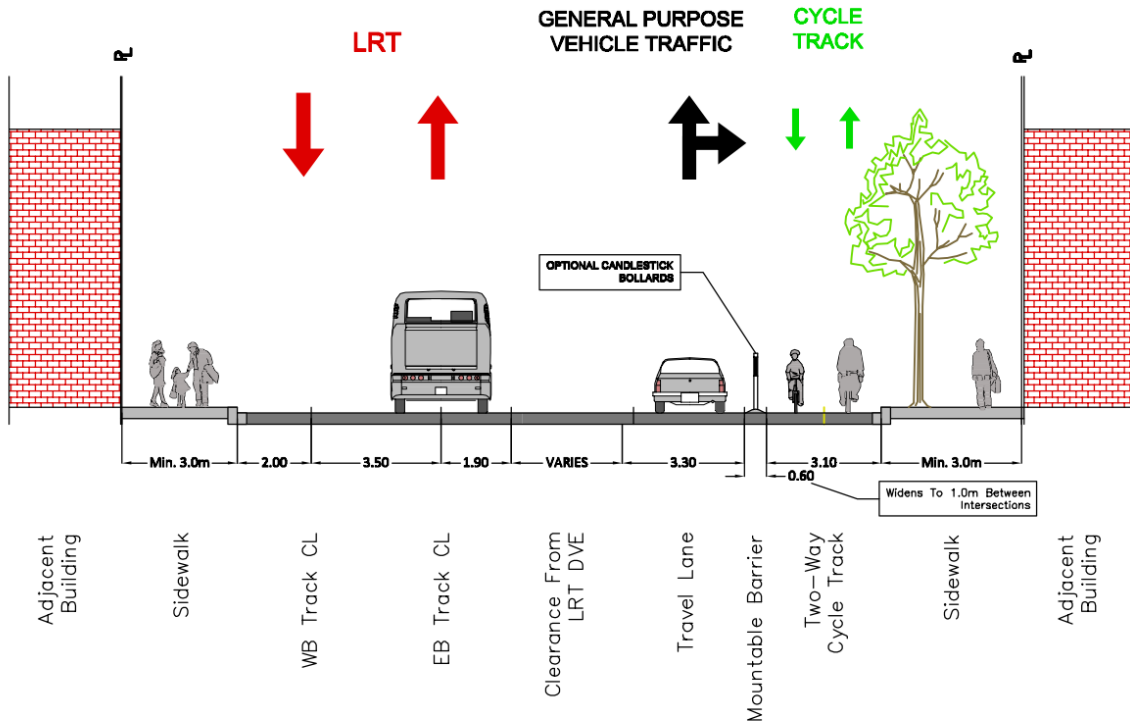 LRT
GENERAL PURPOSE
VEHICLE TRAFFIC
CYCLE
TRACK
PL
PL
OPTIONAL CANDLESTICK
BOLLARDS
Min. 3.0m
2.00
3.50
1.90
VARIES
3.30
0.60
3.10
Min. 3.0m
Widens To 1.0m Between
Intersections
Adjacent
Building
Sidewalk
WB Track CL
EB Track CL
Clearance From
LRT DVE
Travel Lane
Mountable Barrier
Two-Way
Cycle Track
Sidewalk
Adjacent
Building